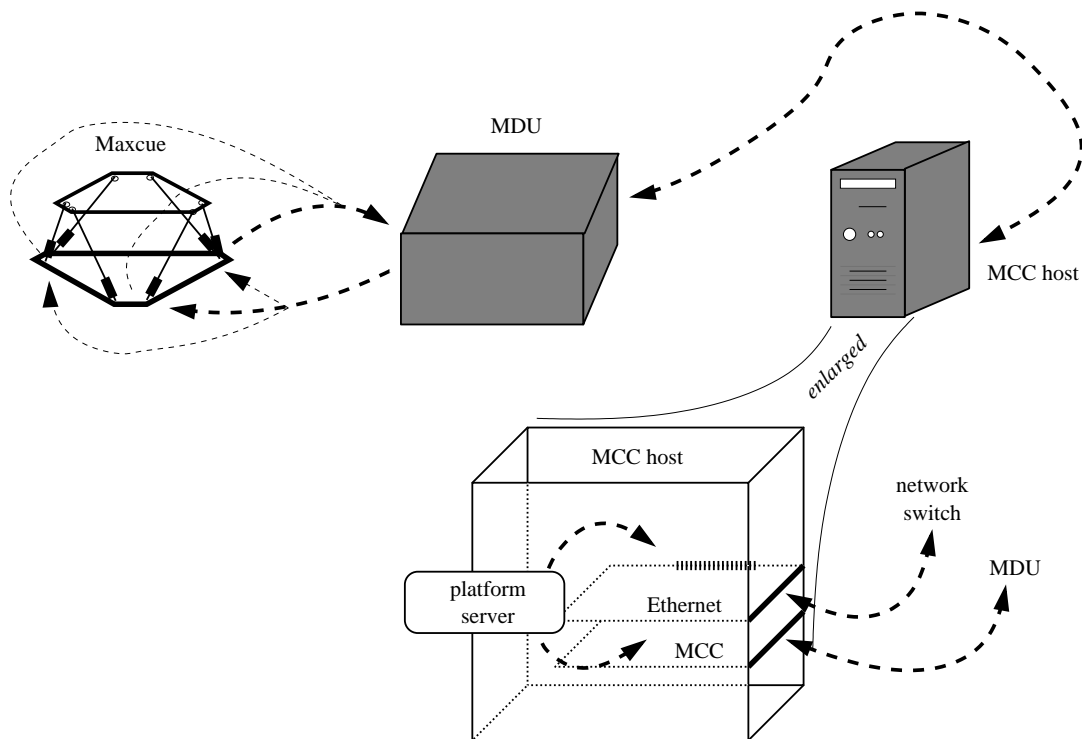 MDU
Maxcue
MCC host
enlarged
MCC host
network
switch
MDU
platform
server
Ethernet
MCC